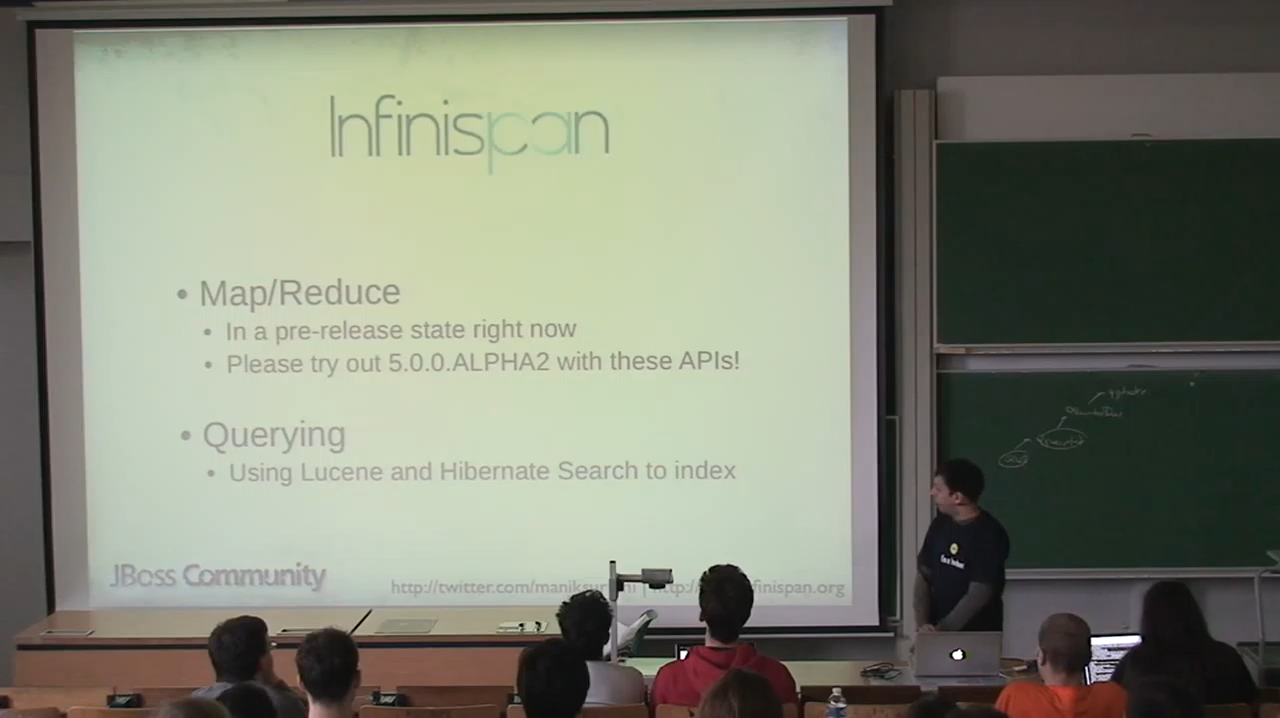 Infinispan
• Map/Reduce
• In a pre-release state right now
• Please try out 5.0.0.ALPHA2 with these APIs!
• Querying
• Using Lucene and Hibernate Search to index
JBoss Community
http://twitter.com/maniksur | finispan.org